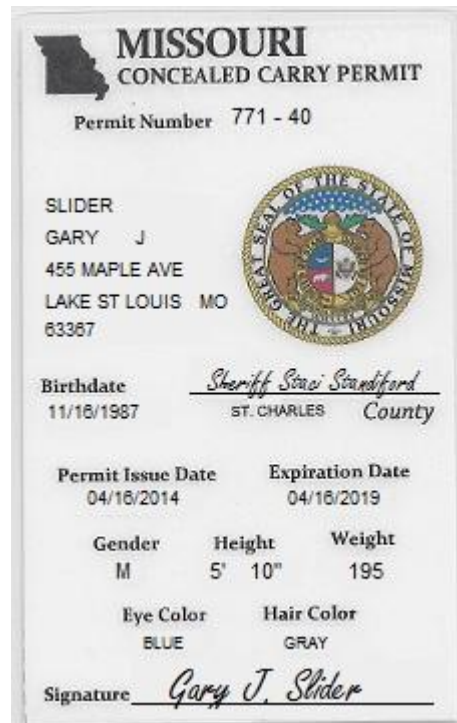 MISSOURI
CONCEALED CARRY PERMIT
Permit Number 771 - 40
SLIDER
GARY J
455 MAPLE AVE
LAKE ST LOUIS MO
63367
THE GREAT SEAL OF THE STATE OF MISSOURI
Birthdate
11/16/1987
Sheriff Staci Standiford
ST. CHARLES County
Permit Issue Date Expiration Date
04/16/2014 04/16/2019
Gender Height Weight
M 5' 10" 195
Eye Color Hair Color
BLUE GRAY
Signature Gary J. Slider